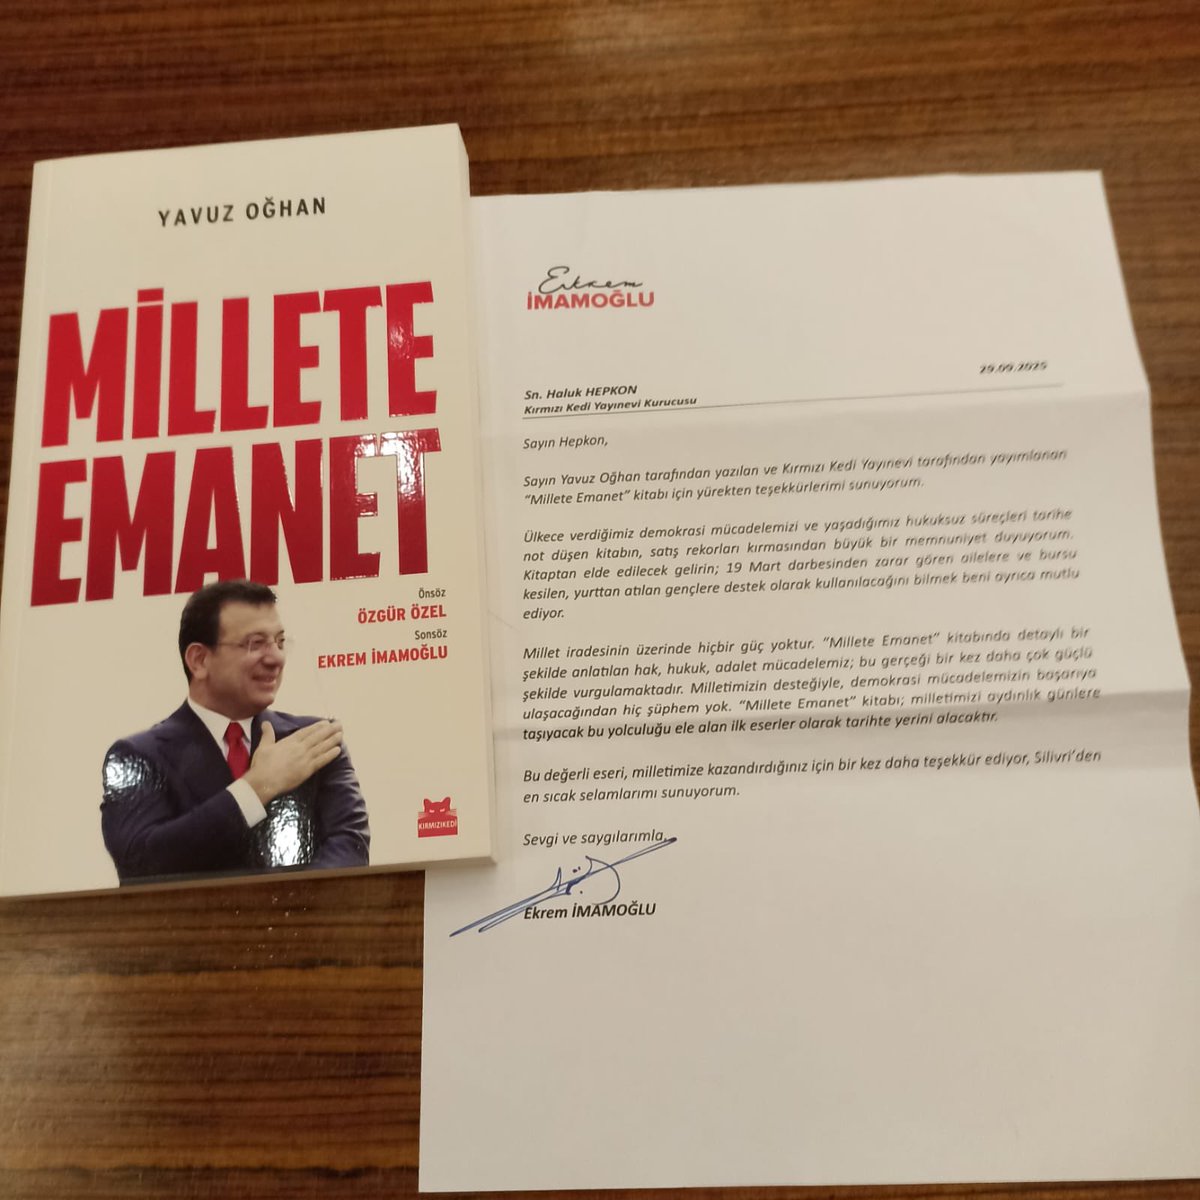 YAVUZ OĞHAN
MİLLETE
EMANET
Önsöz
ÖZGÜR ÖZEL
Sonsöz
EKREM İMAMOĞLU
KIRMIZIKEDİ
Ekrem
İMAMOĞLU
29.09.2025
Sn. Haluk HEPKON
Kırmızı Kedi Yayınevi Kurucusu
Sayın Hepkon,
Sayın Yavuz Oğhan tarafından yazılan ve Kırmızı Kedi Yayınevi tarafından yayımlanan
“Millete Emanet” kitabı için yürekten teşekkürlerimi sunuyorum.
Ülkece verdiğimiz demokrasi mücadelemizi ve yaşadığımız hukuksuz süreçleri tarihe
not düşen kitabın, satış rekorları kırmasından büyük bir memnuniyet duyuyorum.
Kitaptan elde edilecek gelirin; 19 Mart darbesinden zarar gören ailelere ve bursu
kesilen, yurttan atılan gençlere destek olarak kullanılacağını bilmek beni ayrıca mutlu
ediyor.
Millet iradesinin üzerinde hiçbir güç yoktur. “Millete Emanet” kitabında detaylı bir
şekilde anlatılan hak, hukuk, adalet mücadelemiz; bu gerçeği bir kez daha çok güçlü
şekilde vurgulamaktadır. Milletimizin desteğiyle, demokrasi mücadelemizin başarıya
ulaşacağından hiç şüphem yok. “Millete Emanet” kitabı; milletimizi aydınlık günlere
taşıyacak bu yolculuğu ele alan ilk eserler olarak tarihte yerini alacaktır.
Bu değerli eseri, milletimize kazandırdığınız için bir kez daha teşekkür ediyor, Silivri’den
en sıcak selamlarımı sunuyorum.
Sevgi ve saygılarımla,
Ekrem İMAMOĞLU